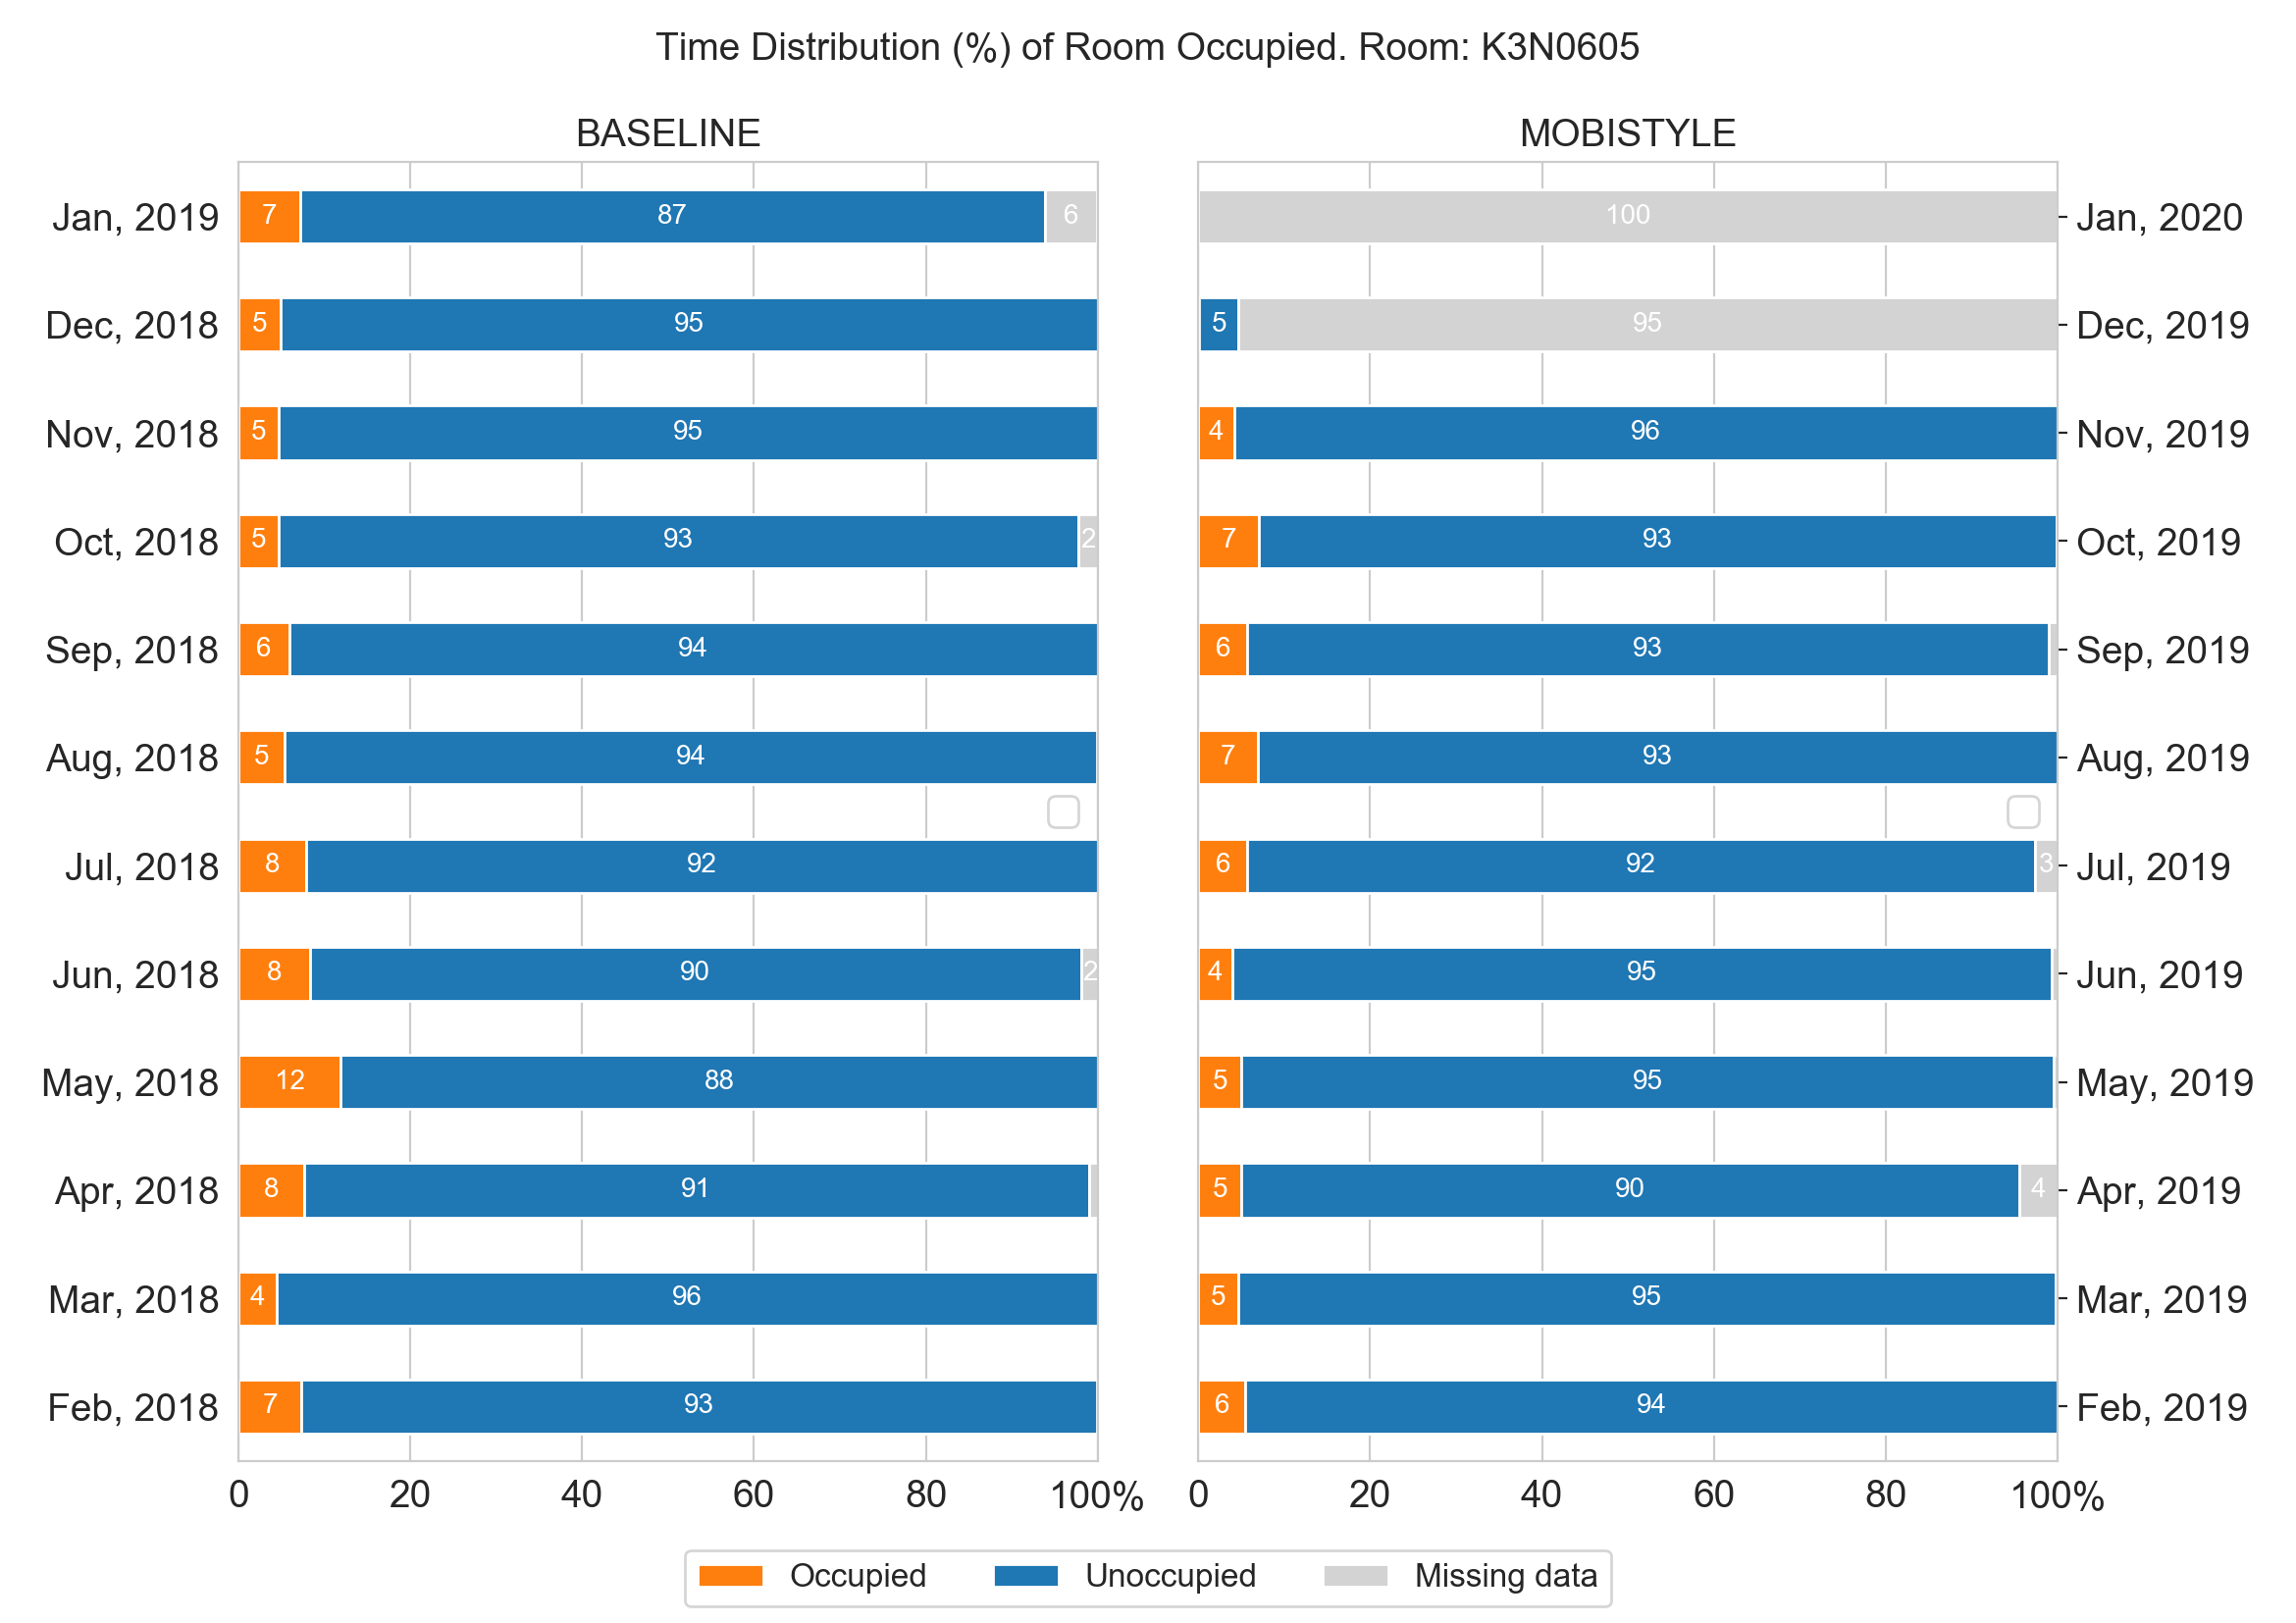 Time Distribution (%) of Room Occupied. Room: K3N0605
BASELINE
MOBISTYLE
Jan, 2019 7 87 6
100 Jan, 2020
Dec, 2018 5 95
5 95 Dec, 2019
Nov, 2018 5 95
4 96 Nov, 2019
Oct, 2018 5 93 2
7 93 Oct, 2019
Sep, 2018 6 94
6 93 Sep, 2019
Aug, 2018 5 94
7 93 Aug, 2019
Jul, 2018 8 92
6 92 3 Jul, 2019
Jun, 2018 8 90 2
4 95 Jun, 2019
May, 2018 12 88
5 95 May, 2019
Apr, 2018 8 91
5 90 4 Apr, 2019
Mar, 2018 4 96
5 95 Mar, 2019
Feb, 2018 7 93
6 94 Feb, 2019
0 20 40 60 80 100%
0 20 40 60 80 100%
Occupied Unoccupied Missing data